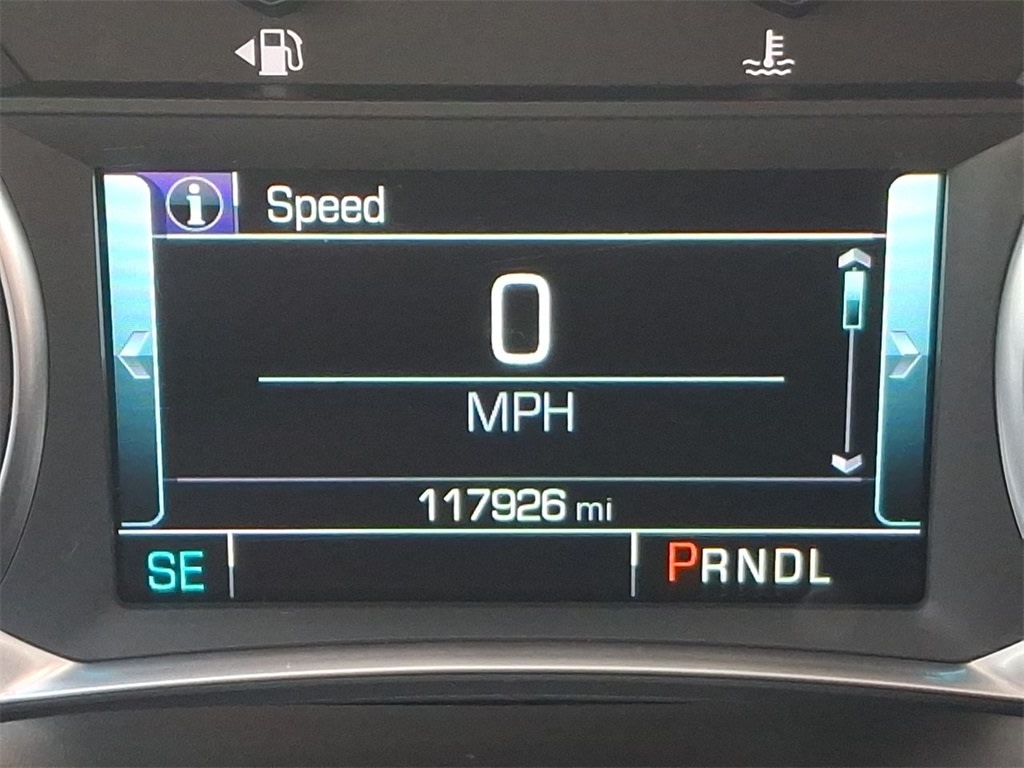 Speed
0
MPH
117926 mi
SE PRNDL